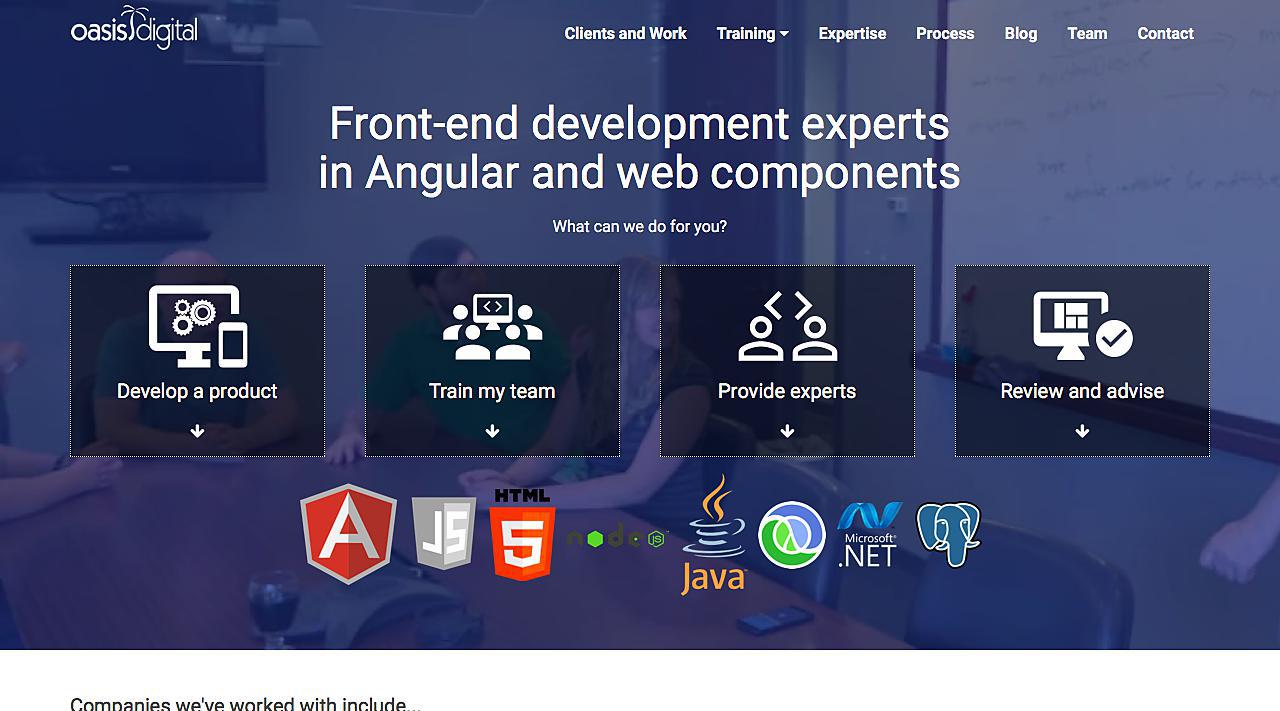 oasis digital
Clients and Work Training Expertise Process Blog Team Contact
Front-end development experts
in Angular and web components
What can we do for you?
Develop a product
Train my team
Provide experts
Review and advise
A
JS
HTML
5
node
JS
Java
Microsoft
.NET
Companies we've worked with include...